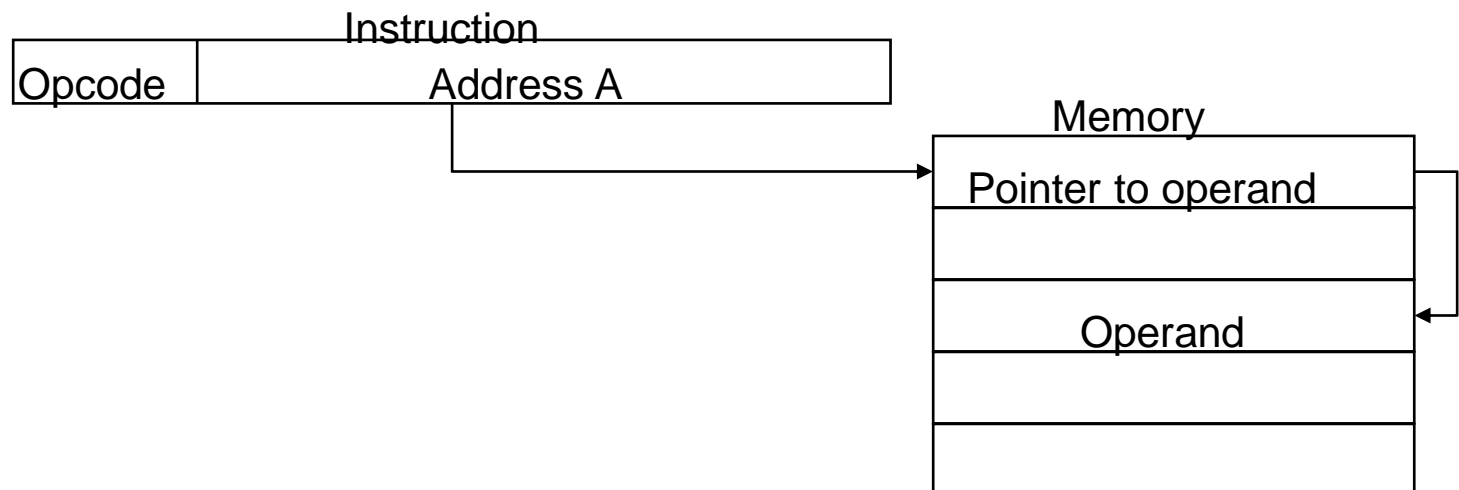 Instruction
Opcode Address A
Memory
Pointer to operand
Operand